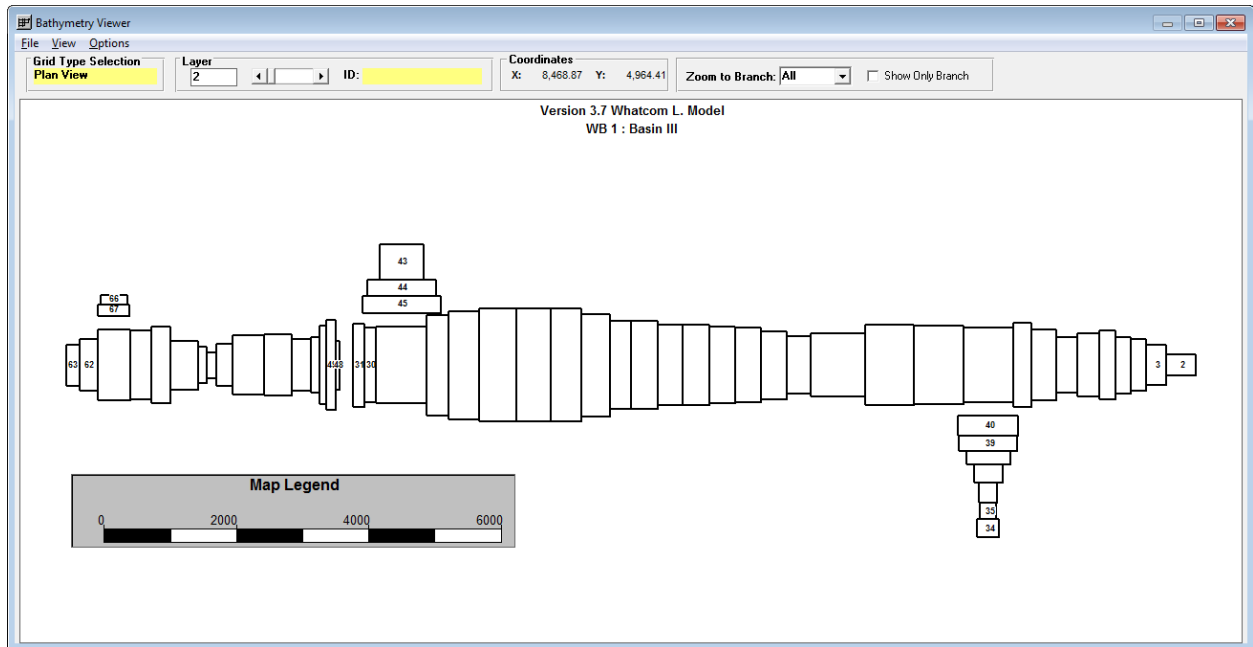 Bathymetry Viewer
File View Options
Grid Type Selection
Plan View
Layer
2
ID:
Coordinates
X: 8,468.87 Y: 4,964.41
Zoom to Branch: All
Show Only Branch
Version 3.7 Whatcom L. Model
WB 1 : Basin III
43
44
45
66
67
63 62 48 31 30 3 2
40
39
35
34
Map Legend
0 2000 4000 6000